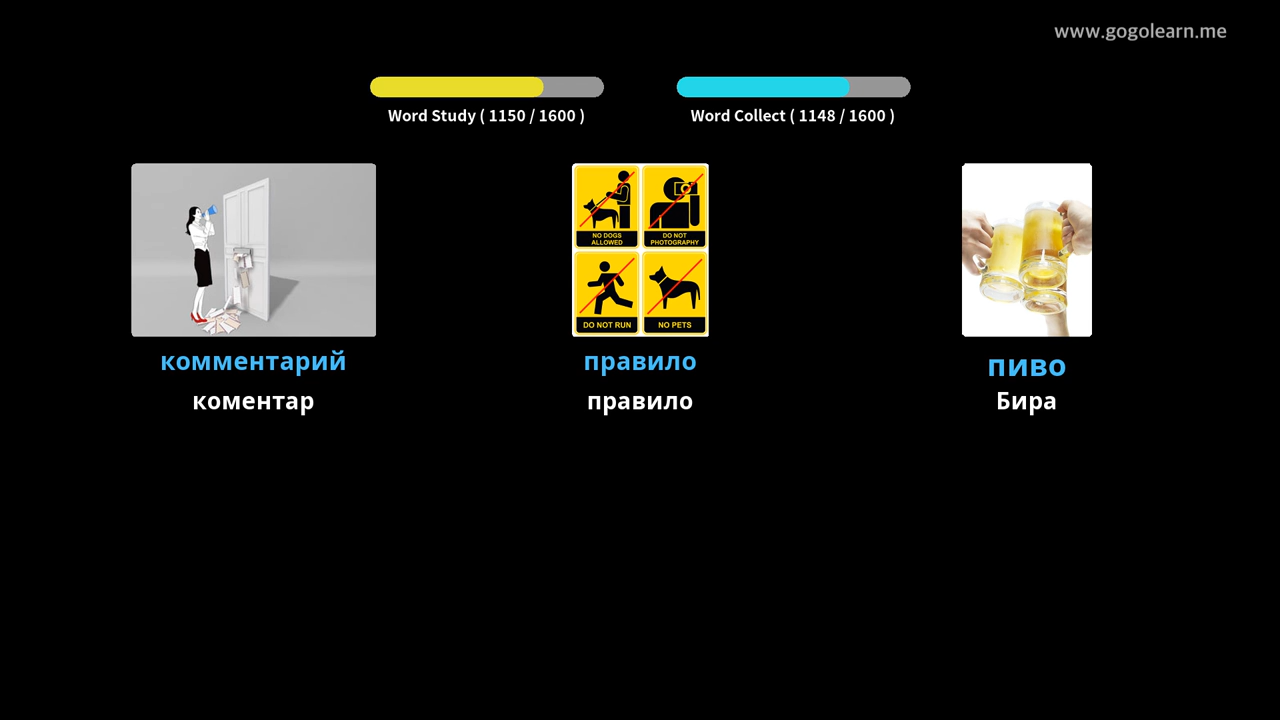 www.gogolearn.me
Word Study ( 1150 / 1600 )
Word Collect ( 1148 / 1600 )
NO DOGS
ALLOWED
DO NOT
PHOTOGRAPHY
DO NOT RUN
NO PETS
комментарий
правило
пиво
коментар
правило
Бира